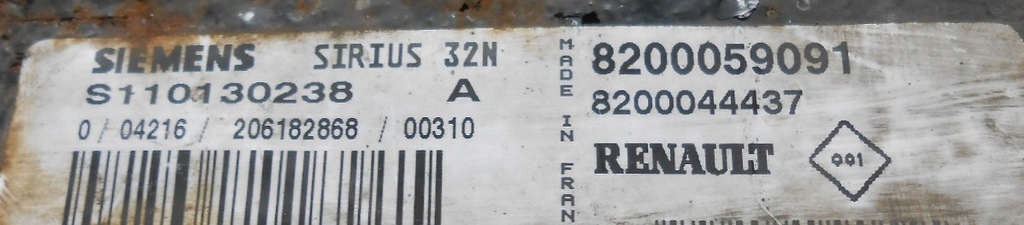 SIEMENS SIRIUS 32N
S110130238 A
0 / 04216 / 206182868 / 00310
MADE IN FRAN
8200059091
8200044437
RENAULT 001